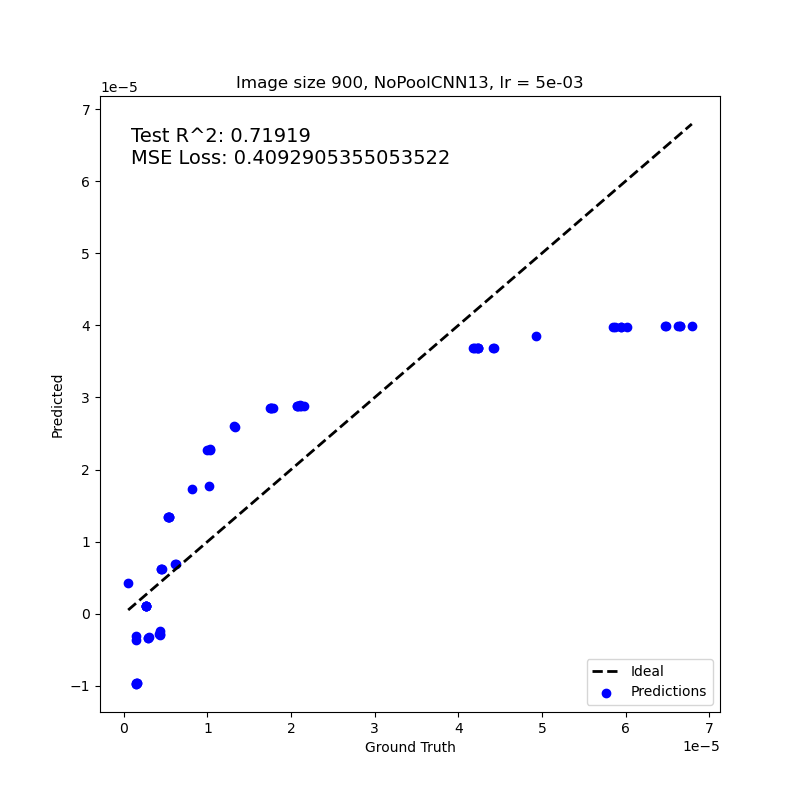 Image size 900, NoPoolCNN13, lr = 5e-03
1e−5
7
Test R^2: 0.71919
MSE Loss: 0.4092905355053522
6
5
4
3
2
1
0
−1
Predicted
Ideal
Predictions
0 1 2 3 4 5 6 7
Ground Truth
1e−5